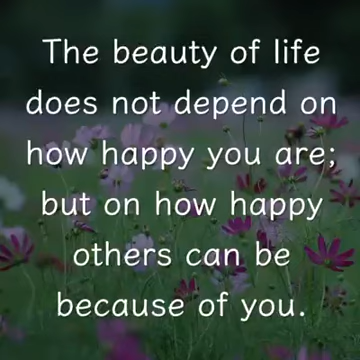 The beauty of life
does not depend on
how happy you are;
but on how happy
others can be
because of you.